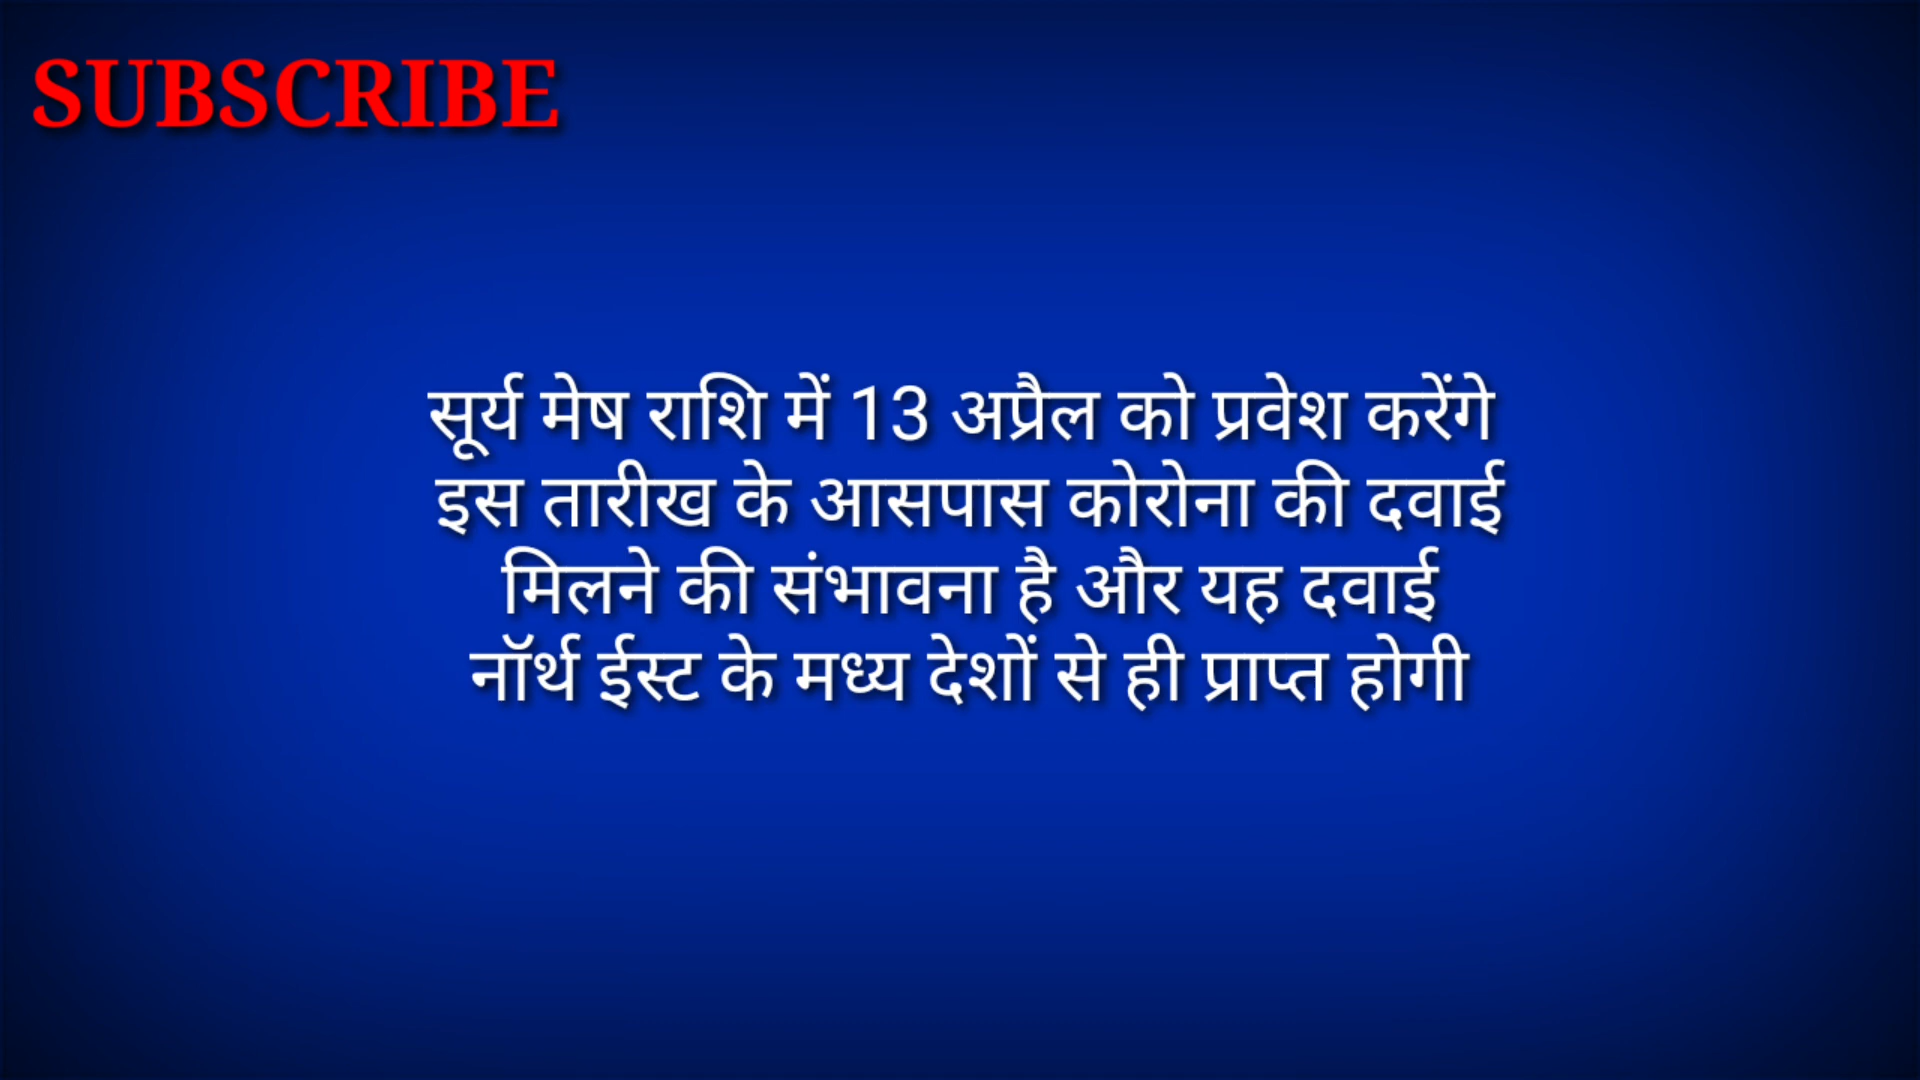 SUBSCRIBE
सूर्य मेष राशि में 13 अप्रैल को प्रवेश करेंगे
इस तारीख के आसपास कोरोना की दवाई
मिलने की संभावना है और यह दवाई
नॉर्थ ईस्ट के मध्य देशों से ही प्राप्त होगी